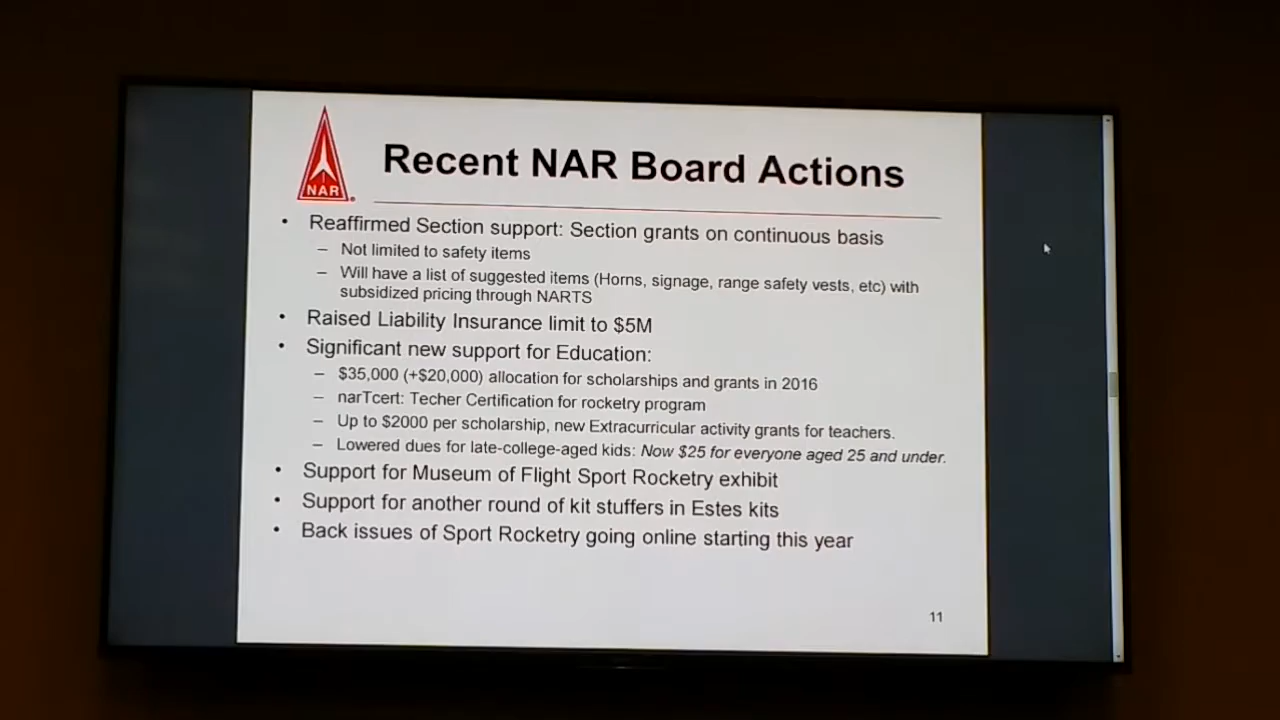 NAR
Recent NAR Board Actions
• Reaffirmed Section support: Section grants on continuous basis
– Not limited to safety items
– Will have a list of suggested items (Horns, signage, range safety vests, etc) with
subsidized pricing through NARTS
• Raised Liability Insurance limit to $5M
• Significant new support for Education:
– $35,000 (+$20,000) allocation for scholarships and grants in 2016
– narTcert: Techer Certification for rocketry program
– Up to $2000 per scholarship, new Extracurricular activity grants for teachers.
– Lowered dues for late-college-aged kids: Now $25 for everyone aged 25 and under.
• Support for Museum of Flight Sport Rocketry exhibit
• Support for another round of kit stuffers in Estes kits
• Back issues of Sport Rocketry going online starting this year
11